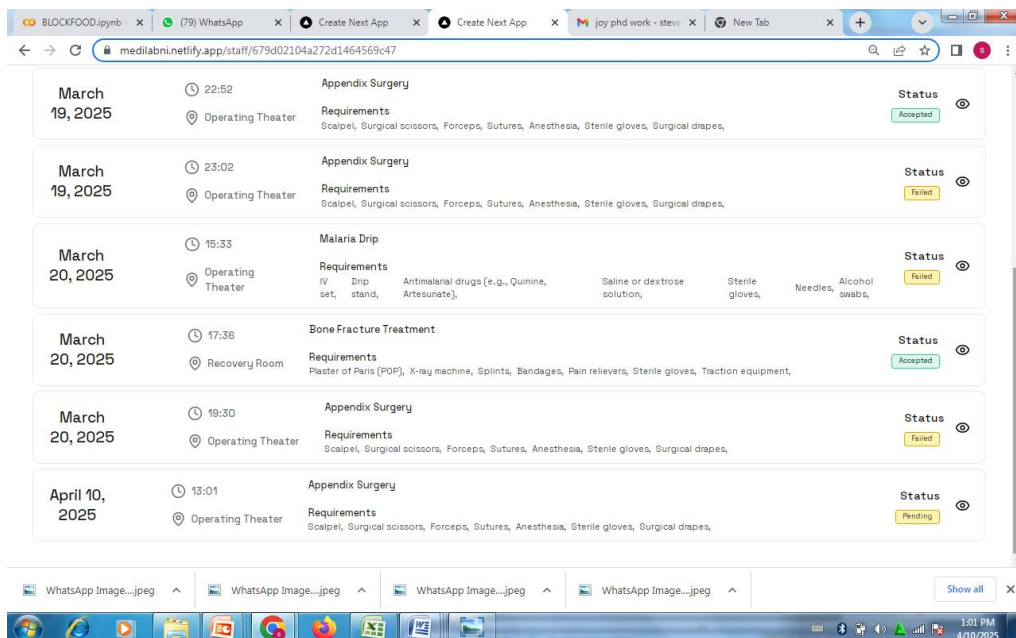 BLOCKFOOD.ipynb -
(79) WhatsApp
Create Next App
Create Next App
joy phd work - steve
New Tab
medilabni.netlify.app/staff/679d02104a272d1464569c47
s
March 19, 2025
22:52
Operating Theater
Appendix Surgery
Requirements
Scalpel, Surgical scissors, Forceps, Sutures, Anesthesia, Sterile gloves, Surgical drapes,
Status
Accepted
March 19, 2025
23:02
Operating Theater
Appendix Surgery
Requirements
Scalpel, Surgical scissors, Forceps, Sutures, Anesthesia, Sterile gloves, Surgical drapes,
Status
Failed
March 20, 2025
15:33
Operating Theater
Malaria Drip
Requirements
IV set, Drip stand, Antimalarial drugs (e.g., Quinine, Artesunate), Saline or dextrose solution, Sterile gloves, Needles, Alcohol swabs,
Status
Failed
March 20, 2025
17:36
Recovery Room
Bone Fracture Treatment
Requirements
Plaster of Paris (POP), X-ray machine, Splints, Bandages, Pain relievers, Sterile gloves, Traction equipment,
Status
Accepted
March 20, 2025
19:30
Operating Theater
Appendix Surgery
Requirements
Scalpel, Surgical scissors, Forceps, Sutures, Anesthesia, Sterile gloves, Surgical drapes,
Status
Failed
April 10, 2025
13:01
Operating Theater
Appendix Surgery
Requirements
Scalpel, Surgical scissors, Forceps, Sutures, Anesthesia, Sterile gloves, Surgical drapes,
Status
Pending
WhatsApp Image....jpeg
WhatsApp Image....jpeg
WhatsApp Image....jpeg
WhatsApp Image....jpeg
Show all
1:01 PM
4/10/2025